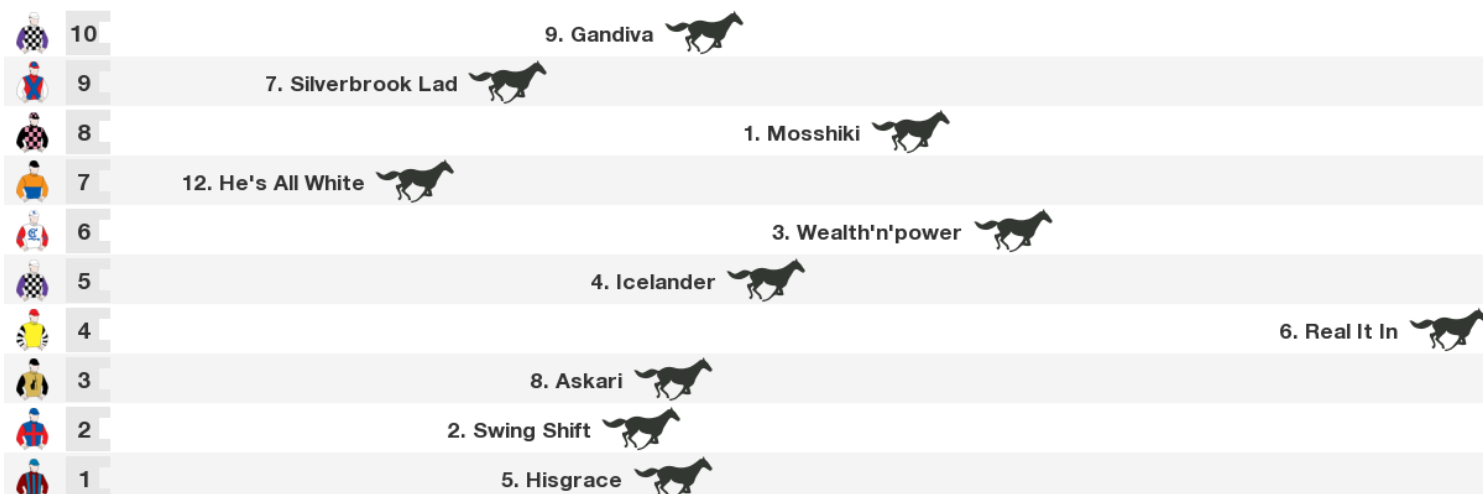 10 9. Gandiva
9 7. Silverbrook Lad
8 1. Mosshiki
7 12. He's All White
6 3. Wealth'n'power
5 4. Icelander
4 6. Real It In
3 8. Askari
2 2. Swing Shift
1 5. Hisgrace